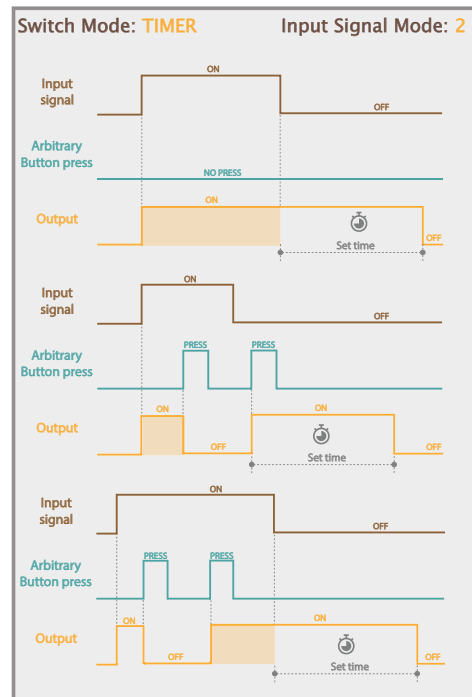 Switch Mode: TIMER Input Signal Mode: 2
ON
Input
signal
OFF
Arbitrary
Button press
NO PRESS
ON
Output
Set time
OFF
ON
Input
signal
OFF
Arbitrary
Button press
PRESS PRESS
ON ON
Output
OFF OFF
Set time
ON
Input
signal
OFF
Arbitrary
Button press
PRESS PRESS
ON ON
Output
OFF OFF
Set time